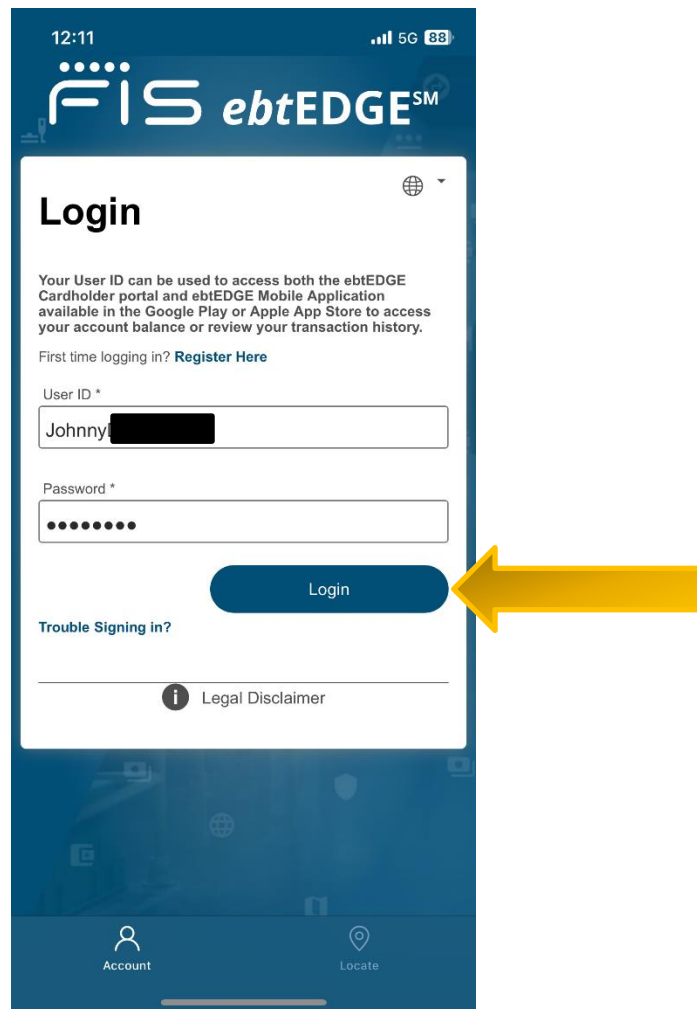 12:11 5G 88
FIS ebtEDGE℠
Login
Your User ID can be used to access both the ebtEDGE
Cardholder portal and ebtEDGE Mobile Application
available in the Google Play or Apple App Store to access
your account balance or review your transaction history.
First time logging in? Register Here
User ID *
Johnny
Password *
Login
Trouble Signing in?
i Legal Disclaimer
Account Locate